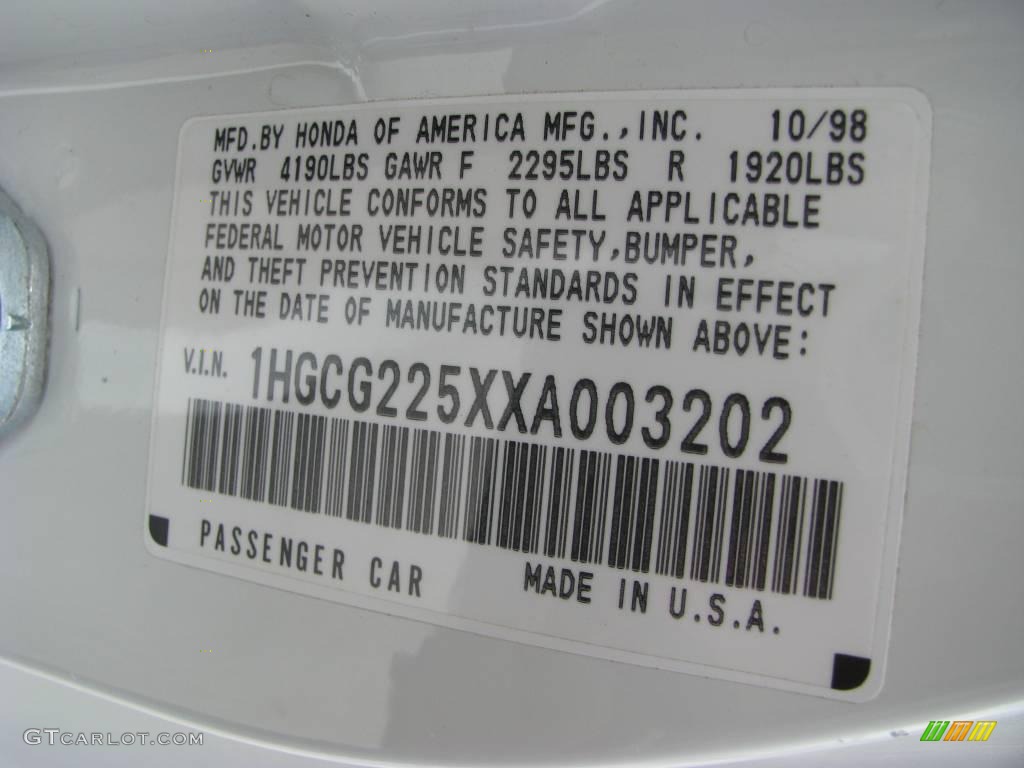 MFD.BY HONDA OF AMERICA MFG.,INC. 10/98
GVWR 4190LBS GAWR F 2295LBS R 1920LBS
THIS VEHICLE CONFORMS TO ALL APPLICABLE
FEDERAL MOTOR VEHICLE SAFETY,BUMPER,
AND THEFT PREVENTION STANDARDS IN EFFECT
ON THE DATE OF MANUFACTURE SHOWN ABOVE:
V.I.N. 1HGCG225XXA003202
PASSENGER CAR MADE IN U.S.A.
GTCARLOT.COM